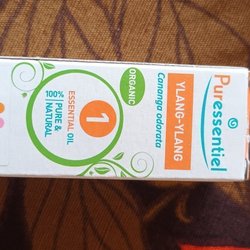 Puressentiel
YLANG-YLANG
Cananga odorata
ORGANIC
1
ESSENTIAL OIL
100% PURE &
NATURAL